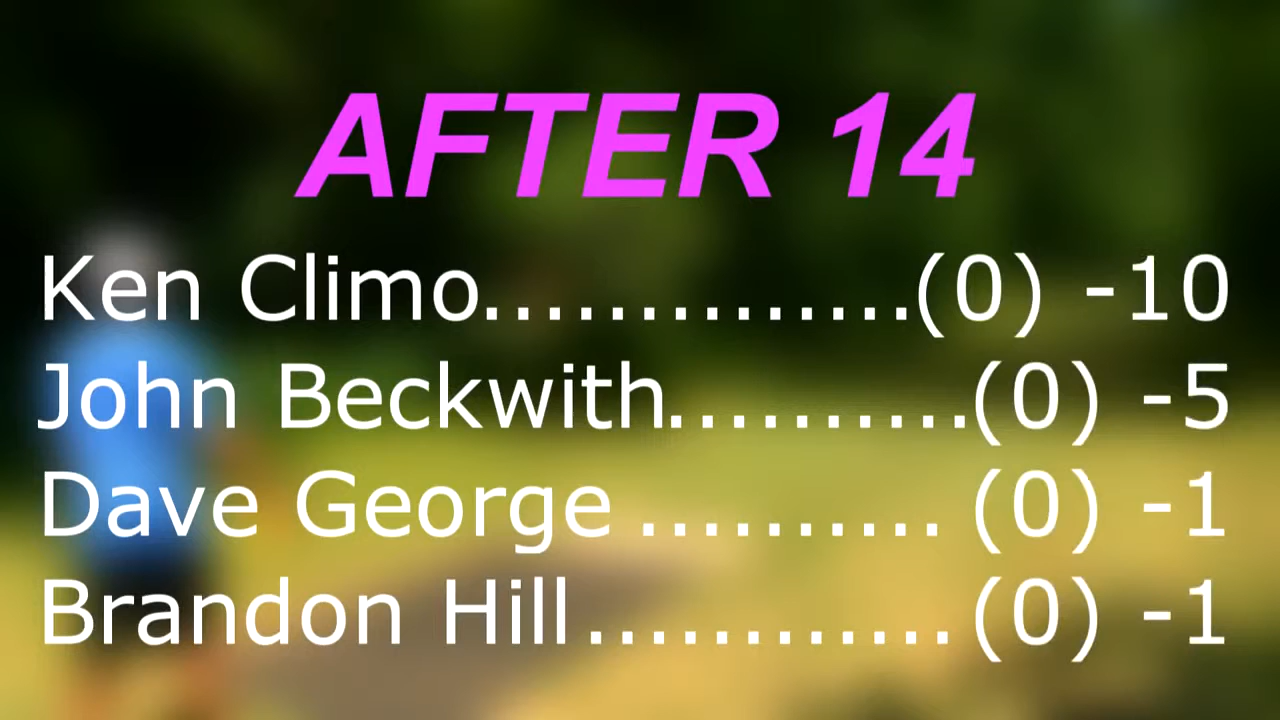 AFTER 14
Ken Climo..............(0) -10
John Beckwith..........(0) -5
Dave George .......... (0) -1
Brandon Hill ............ (0) -1